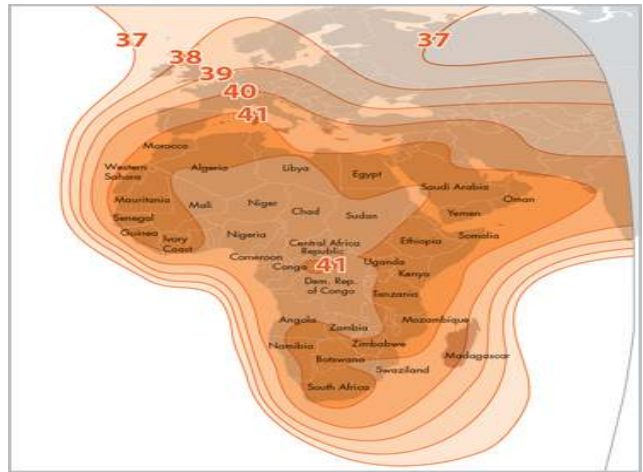 37
37
38
39
40
41
Morocco
Western
Sahara
Algeria
Libya
Egypt
Saudi Arabia
Oman
Mauritania
Mali
Niger
Chad
Sudan
Yemen
Senegal
Guinea
Ivory
Coast
Nigeria
Central Africa
Republic
Ethiopia
Somalia
Cameroon
Congo
41
Uganda
Kenya
Dem. Rep.
of Congo
Tanzania
Angola
Zambia
Mozambique
Namibia
Zimbabwe
Botswana
Madagascar
Swaziland
South Africa